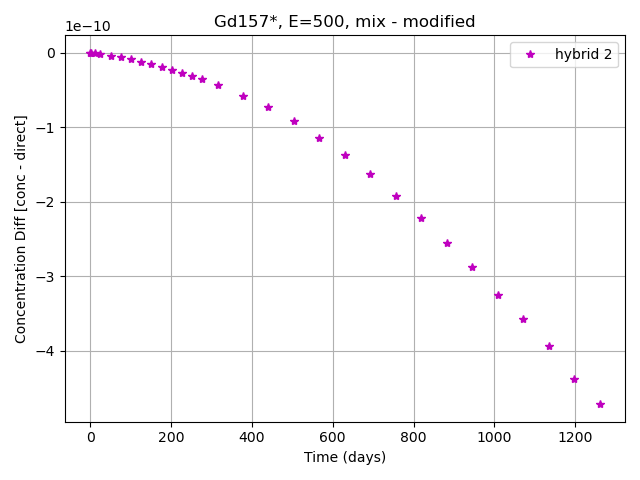 Gd157*, E=500, mix - modified
1e−10
hybrid 2
0
−1
−2
−3
−4
Concentration Diff [conc - direct]
0 200 400 600 800 1000 1200
Time (days)